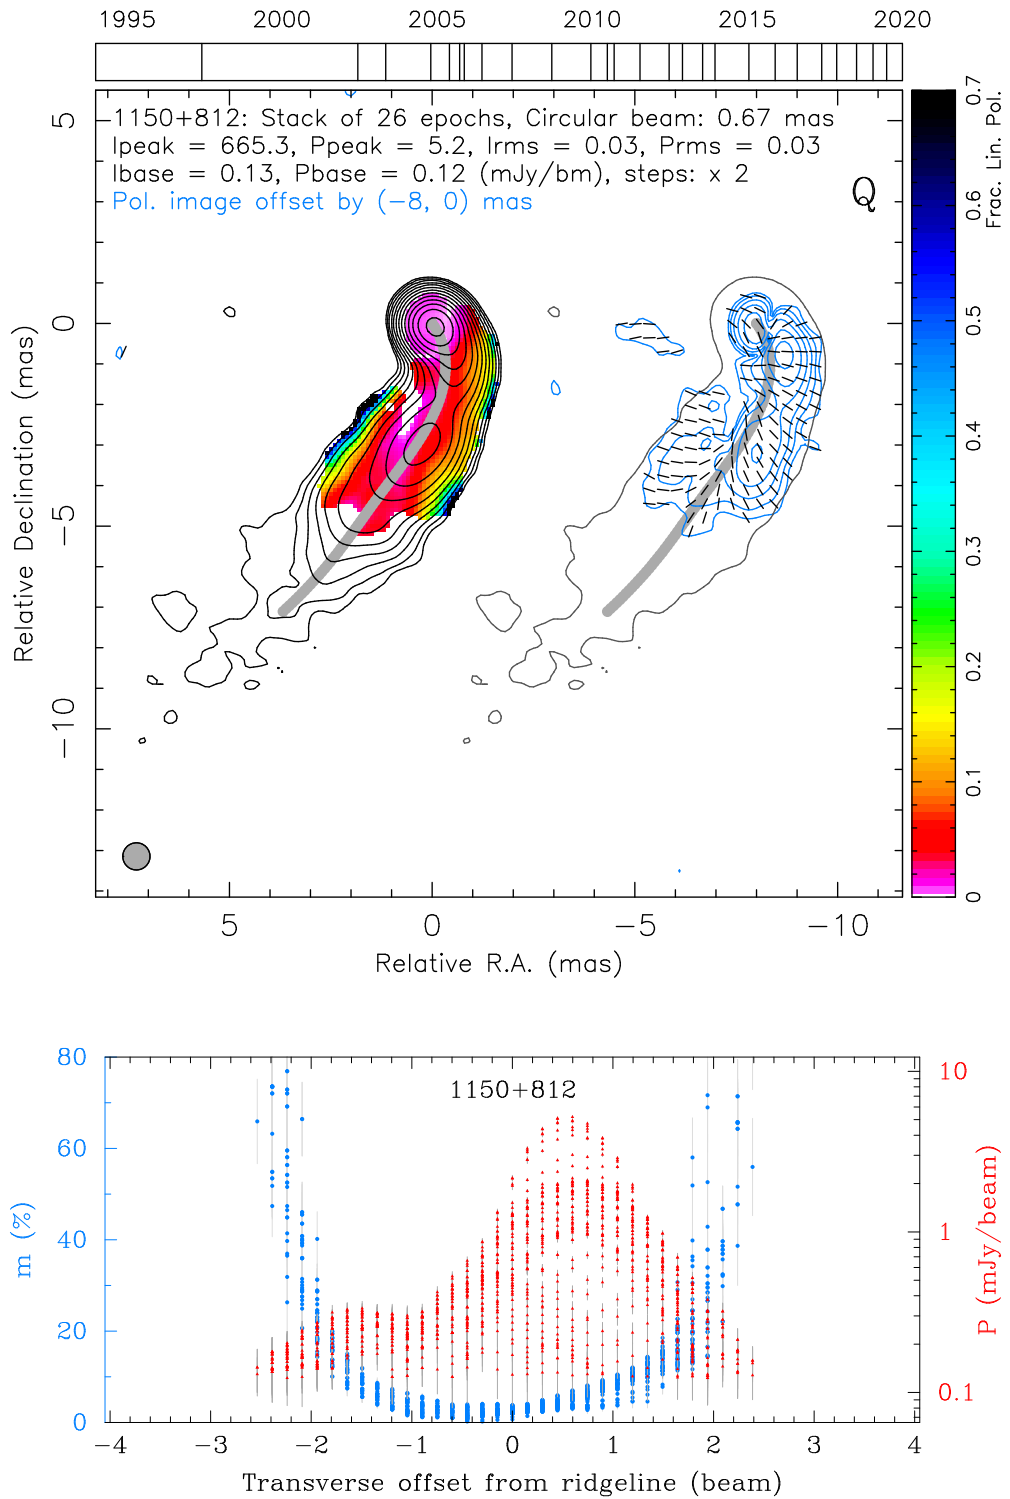 1995 2000 2005 2010 2015 2020
1150+812: Stack of 26 epochs, Circular beam: 0.67 mas
Ipeak = 665.3, Ppeak = 5.2, Irms = 0.03, Prms = 0.03
Ibase = 0.13, Pbase = 0.12 (mJy/bm), steps: x 2
Pol. image offset by (−8, 0) mas
Q
5
0
−5
−10
Relative Declination (mas)
5 0 −5 −10
Relative R.A. (mas)
0.7
0.6
0.5
0.4
0.3
0.2
0.1
0
Frac. Lin. Pol.
1150+812
80
60
40
20
0
m (%)
10
1
0.1
P (mJy/beam)
−4 −3 −2 −1 0 1 2 3 4
Transverse offset from ridgeline (beam)